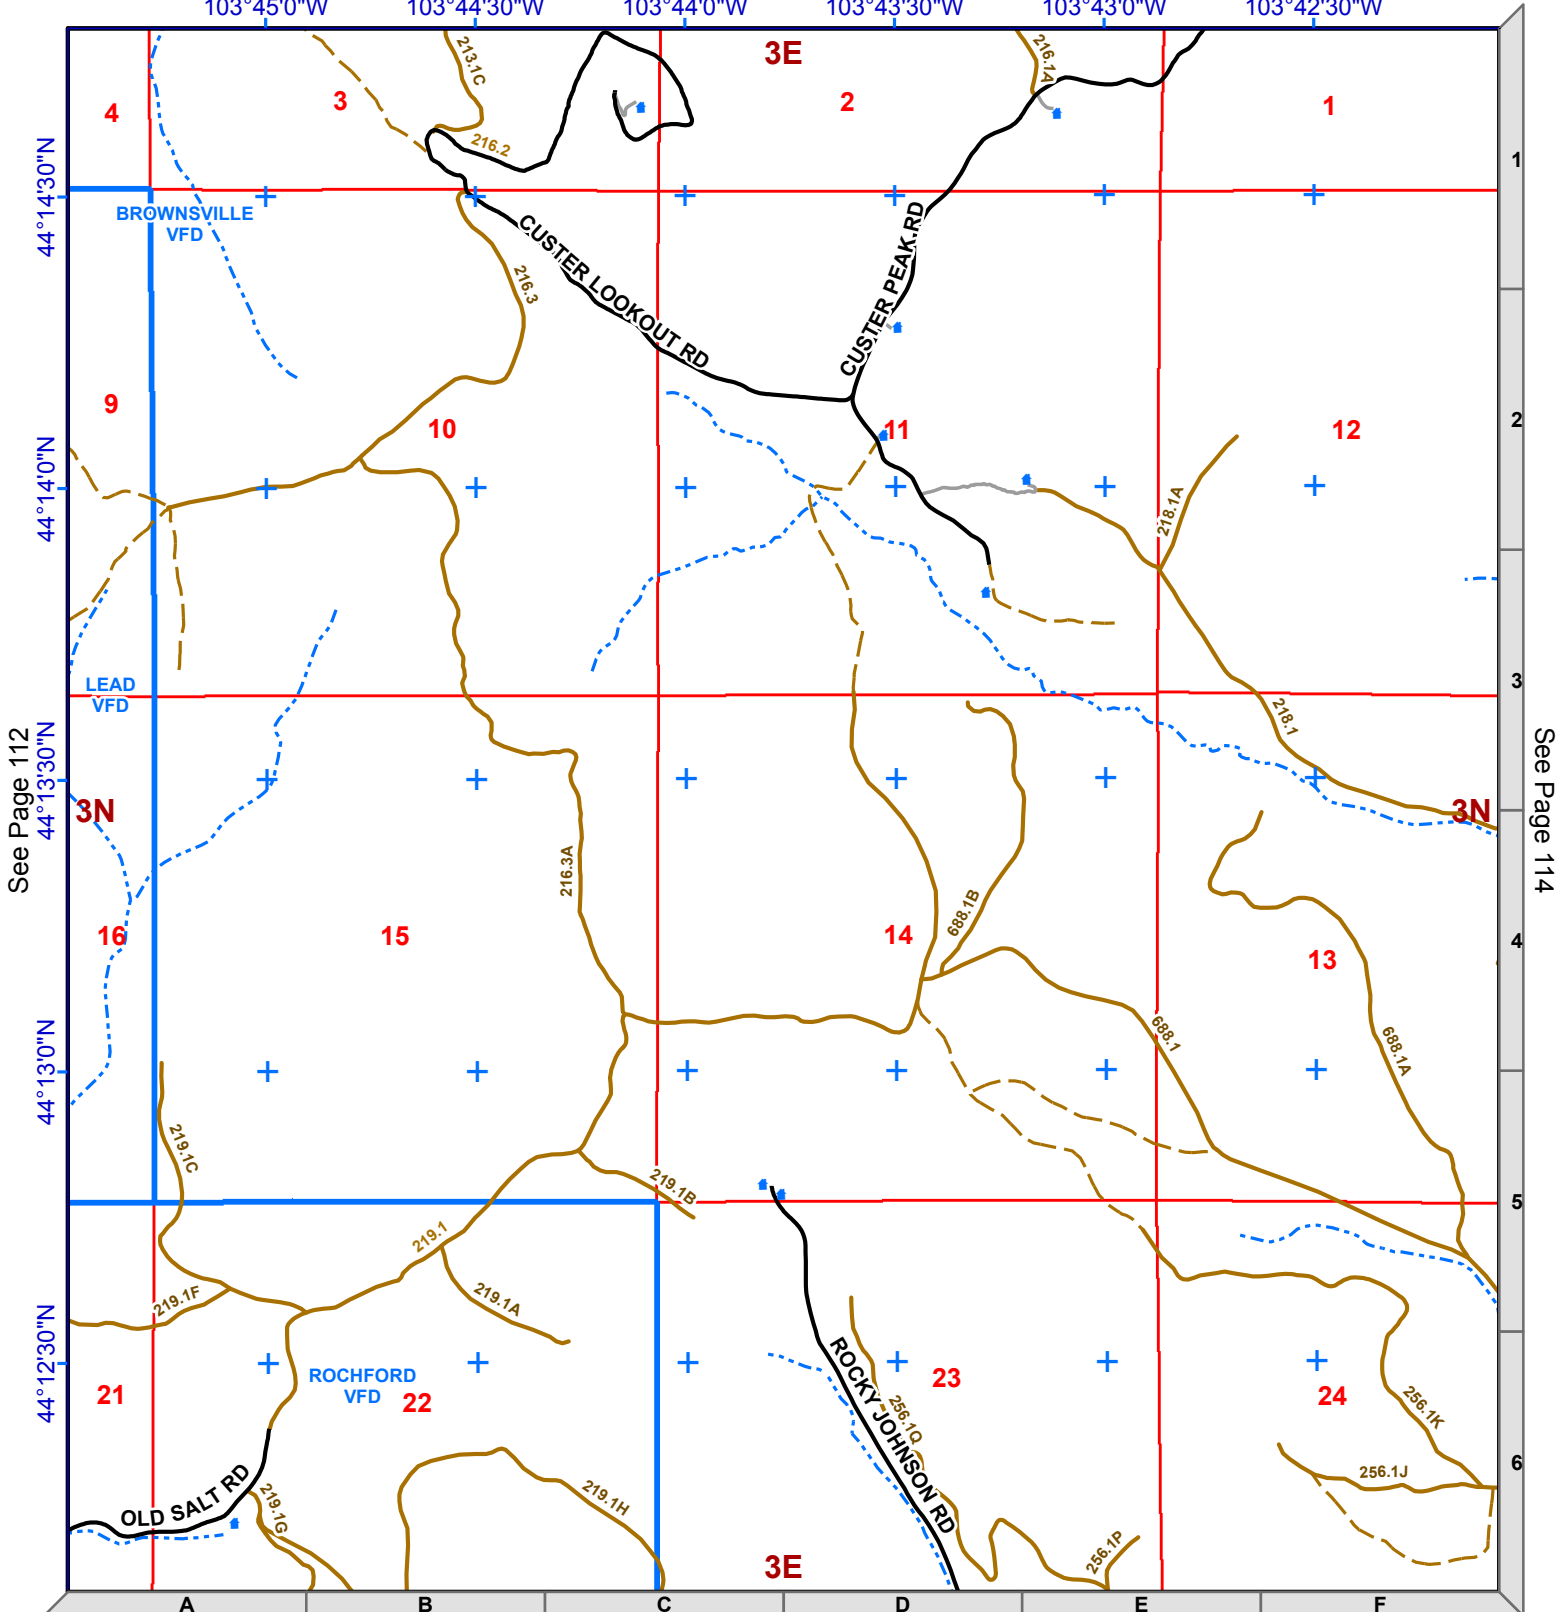 103°45'0"W
103°44'30"W
103°44'0"W
103°43'30"W
103°43'0"W
103°42'30"W
3E
213.1C
216.1A
4
3
2
1
216.2
1
44°14'30"N
BROWNSVILLE
VFD
CUSTER LOOKOUT RD
CUSTER PEAK RD
216.3
9
10
11
12
2
44°14'0"N
218.1A
LEAD
VFD
3
218.1
See Page 112
44°13'30"N
3N
3N
See Page 114
216.3A
688.1B
16
15
14
13
4
44°13'0"N
688.1
688.1A
219.1C
219.1B
5
219.1
219.1F
219.1A
44°12'30"N
ROCKY JOHNSON RD
ROCHFORD
VFD
21
22
23
24
256.1Q
256.1K
256.1J
6
OLD SALT RD
219.1G
219.1H
256.1P
3E
A
B
C
D
E
F